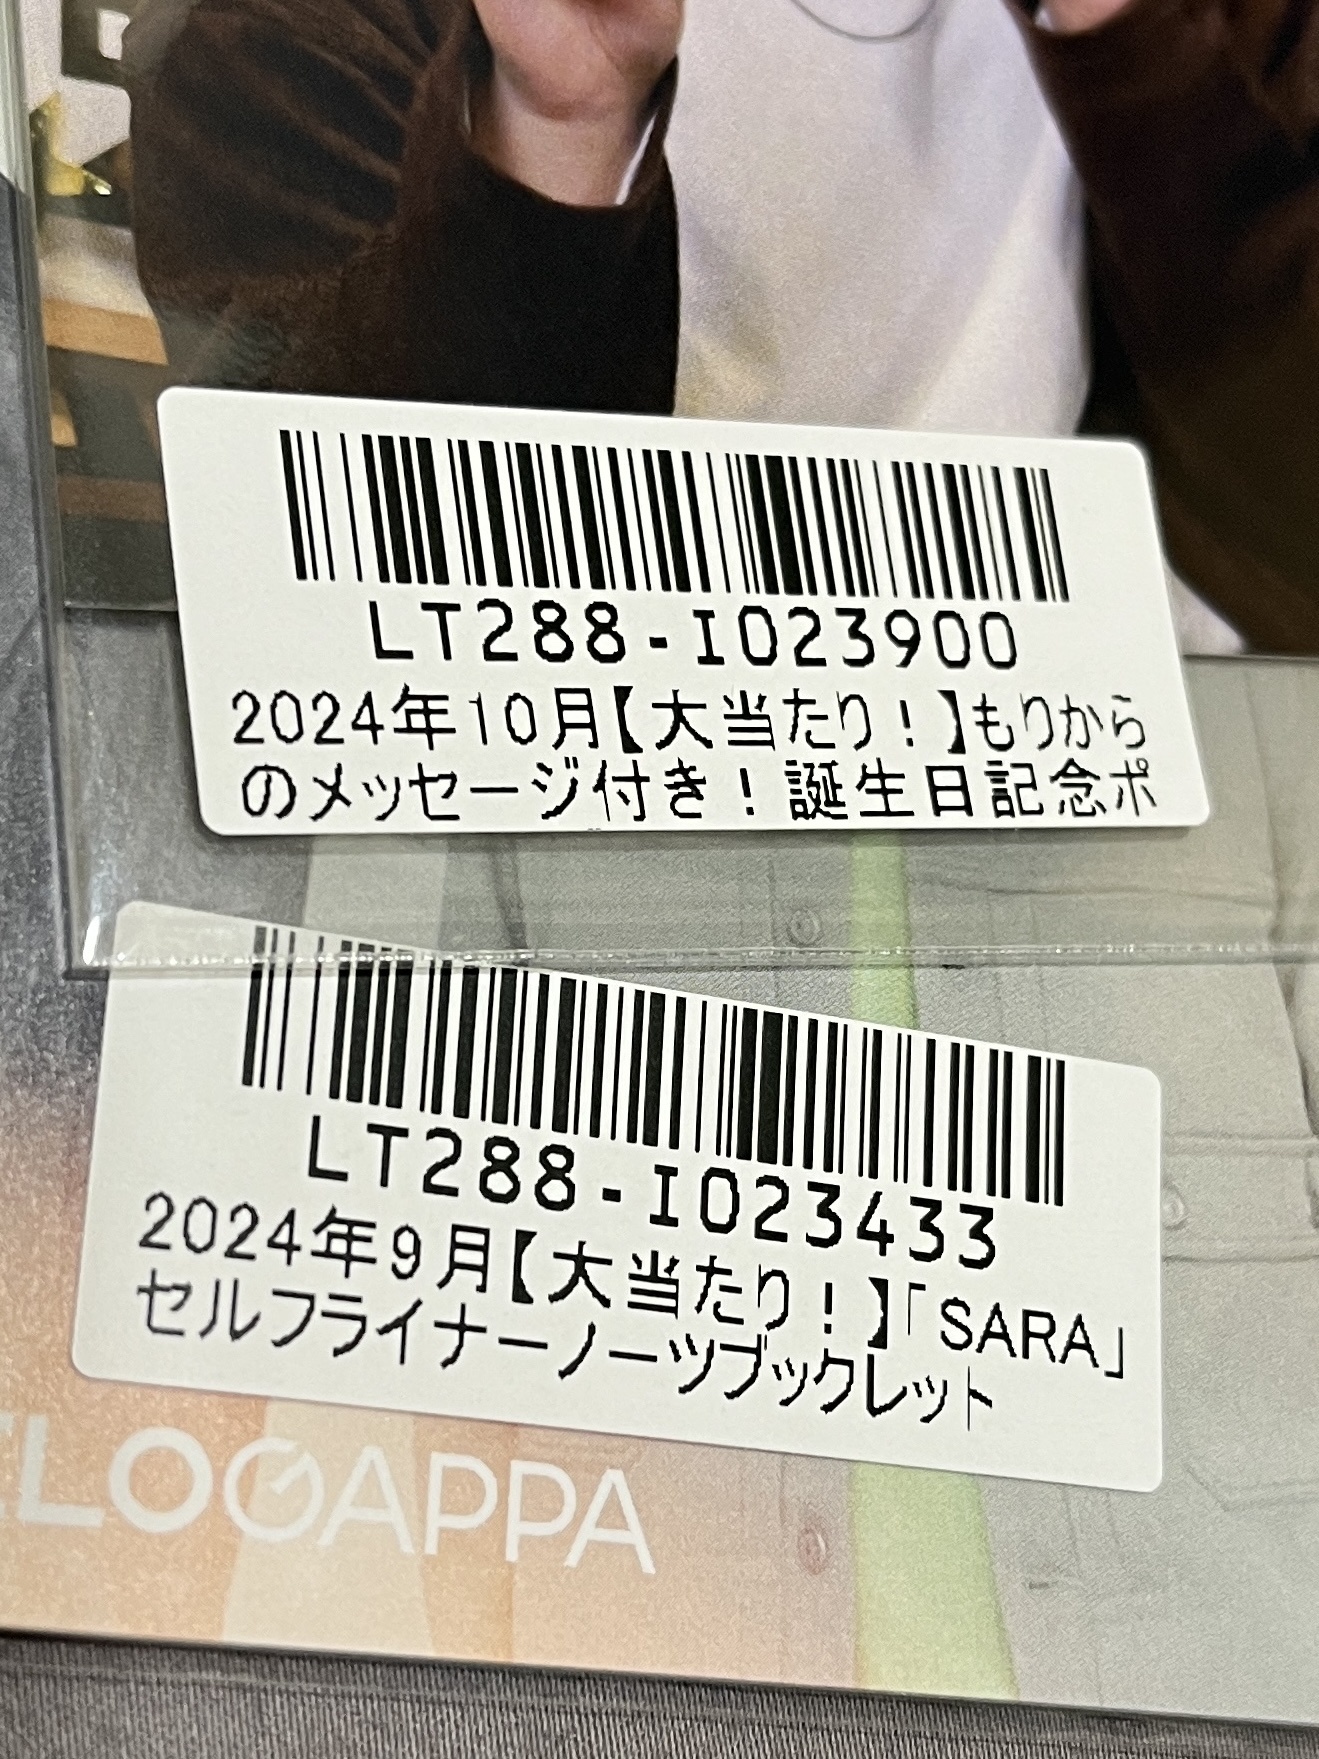 LT288-I023900
2024年10月【大当たり！】もりから
のメッセージ付き！誕生日記念ポ
LT288-I023433
2024年9月【大当たり！】「SARA」
セルフライナーノーツブックレット
LOGAPPA